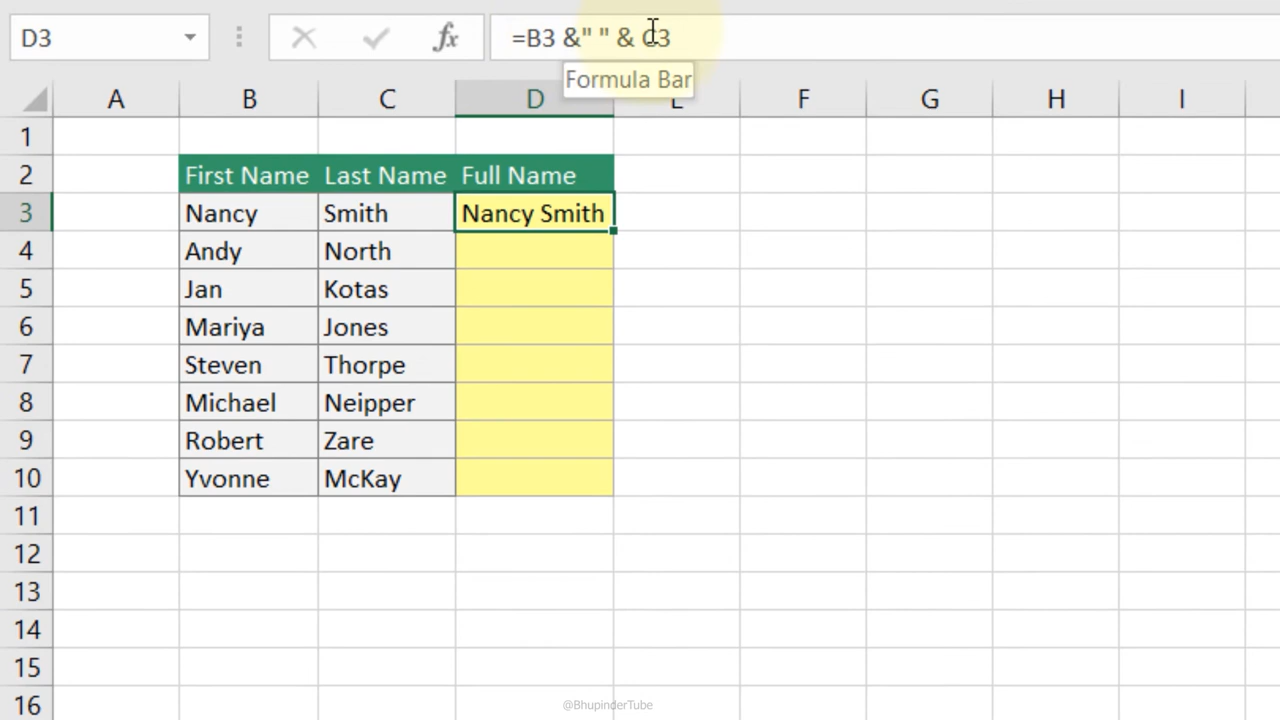 D3 fx =B3 &" " & C3
Formula Bar
A B C D E F G H I
1
2 First Name Last Name Full Name
3 Nancy Smith Nancy Smith
4 Andy North
5 Jan Kotas
6 Mariya Jones
7 Steven Thorpe
8 Michael Neipper
9 Robert Zare
10 Yvonne McKay
11
12
13
14
15
16
@BhupinderTube